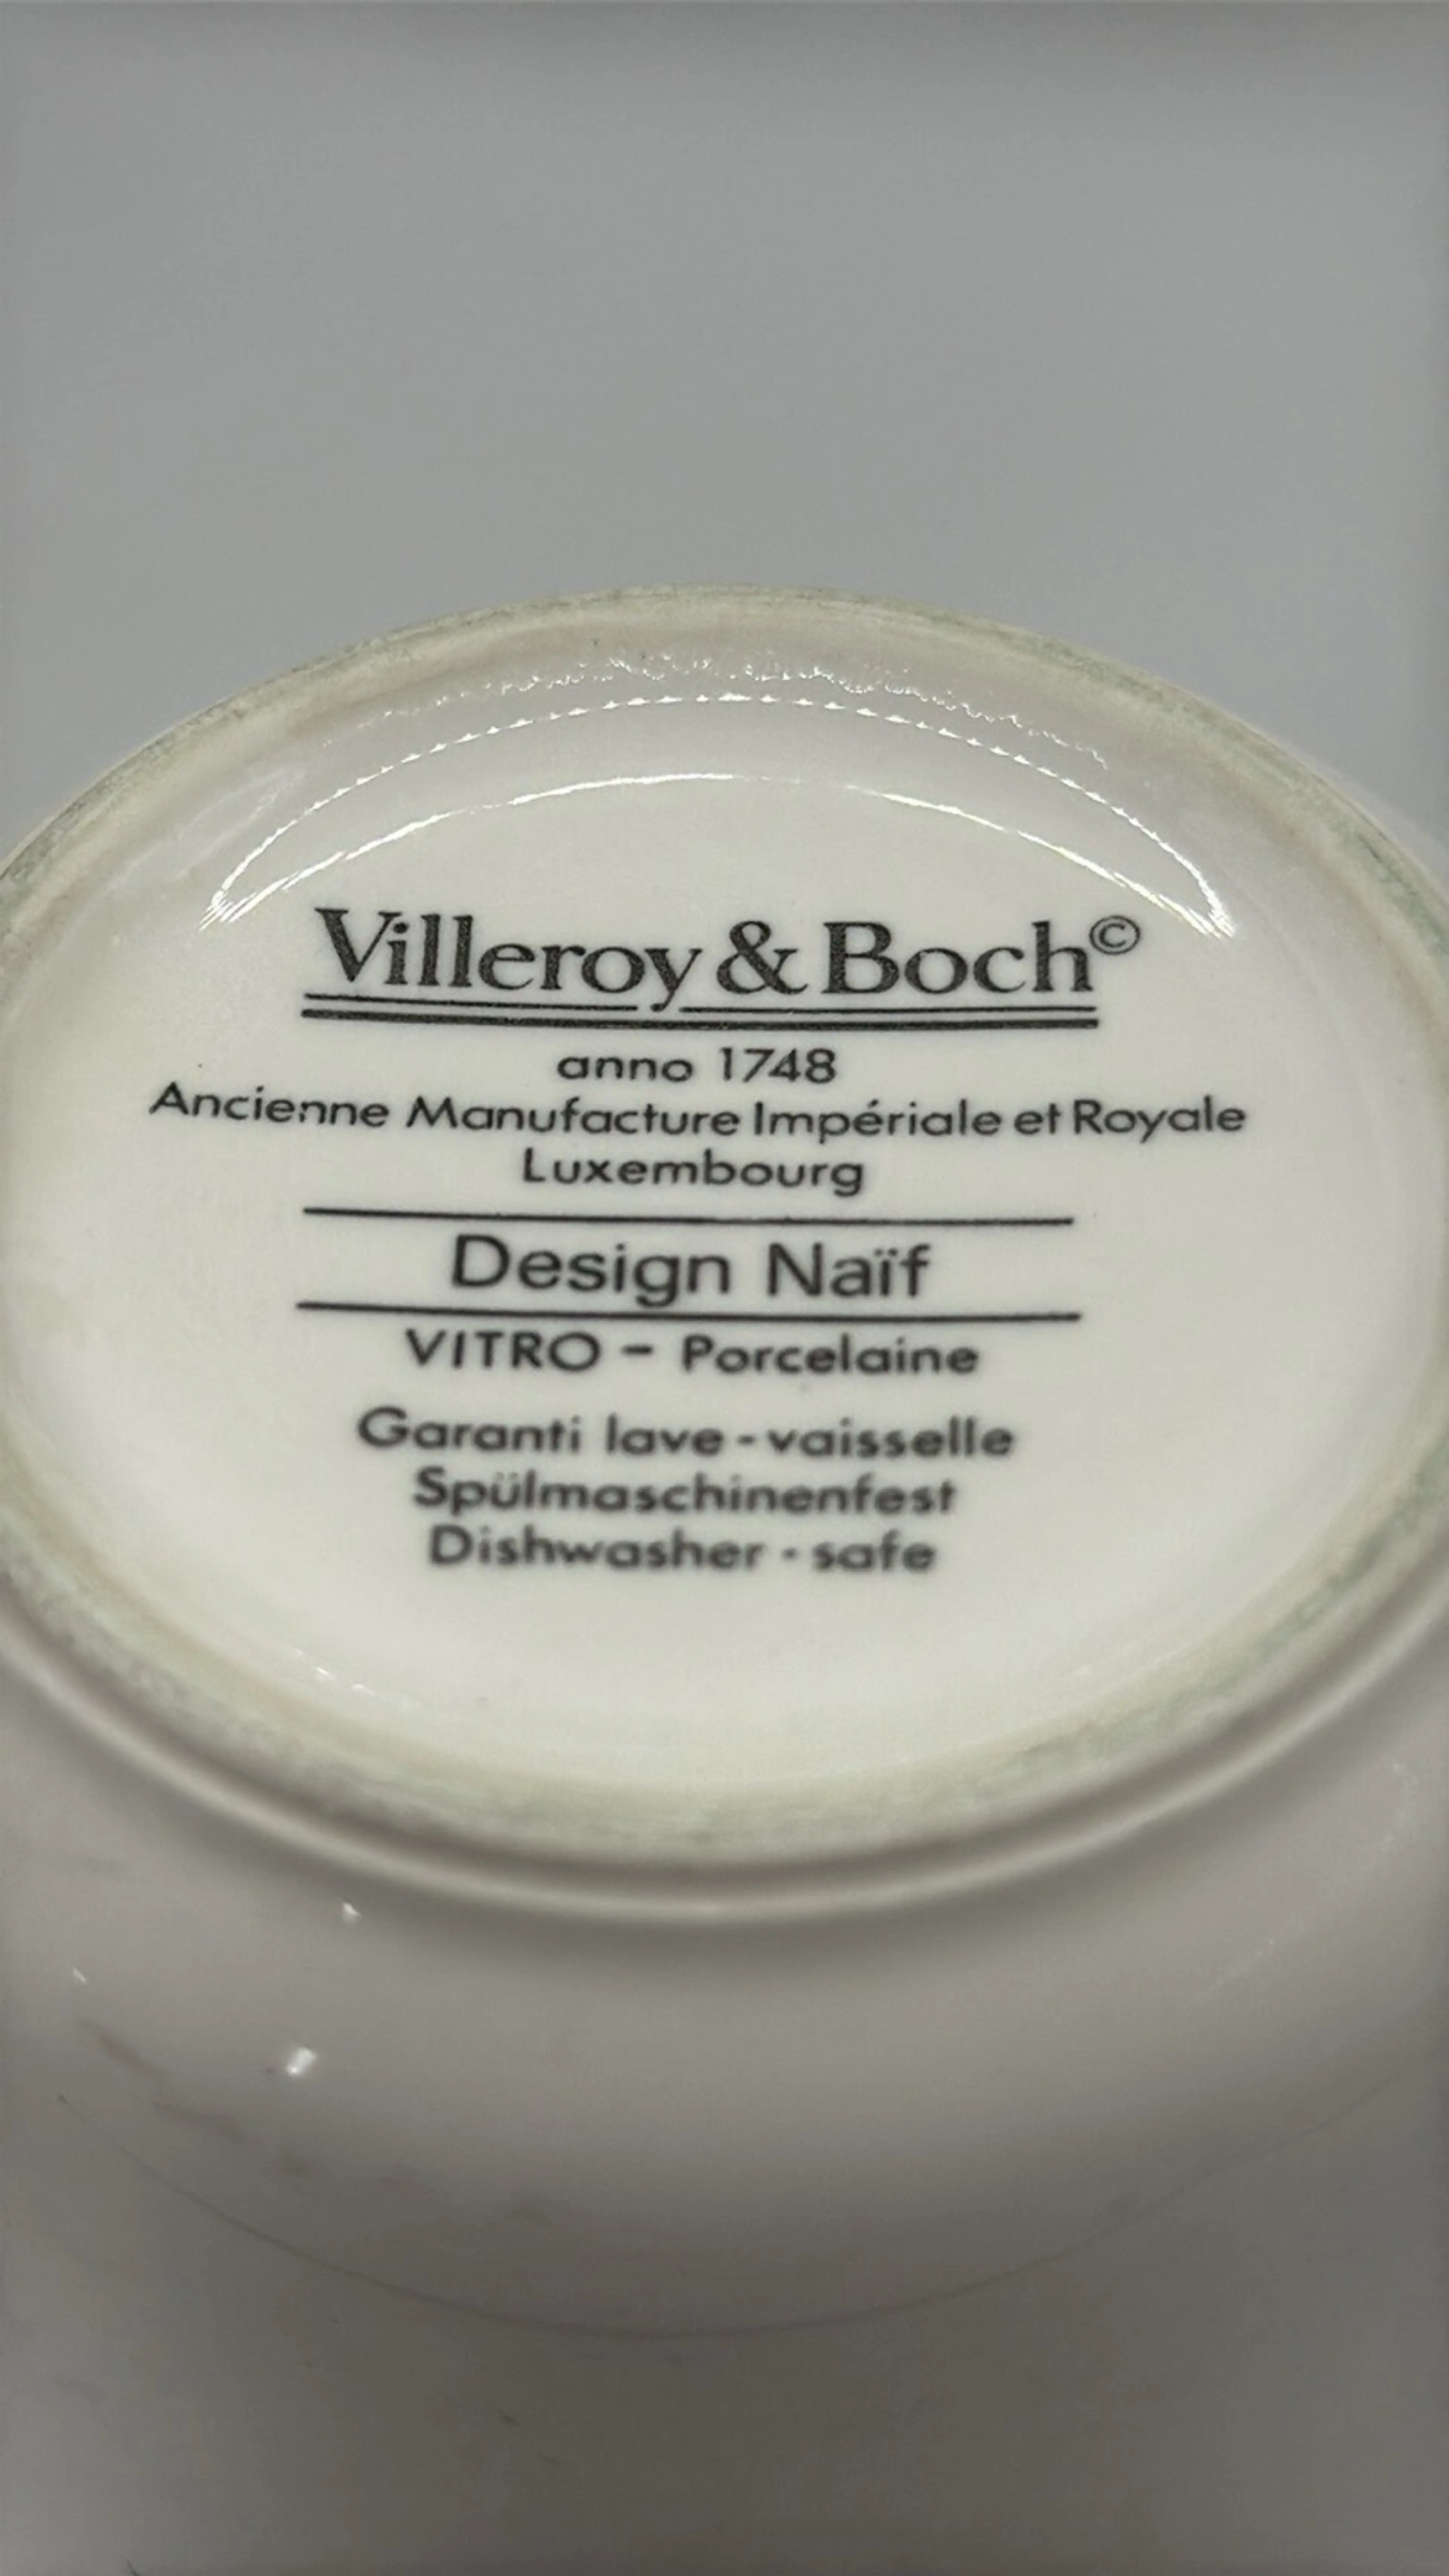 Villeroy & Boch©
anno 1748
Ancienne Manufacture Impériale et Royale
Luxembourg
Design Naïf
VITRO – Porcelaine
Garanti lave-vaisselle
Spülmaschinenfest
Dishwasher-safe